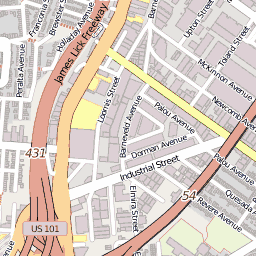 Franconia
Brewster St
Holladay Avenue
Peralta Avenue
James Lick Freeway
Loomis Street
Barneveld Avenue
Upton Street
Toland Street
McKinnon Avenue
Newcomb Avenue
Palou Avenue
Barneveld Avenue
Dorman Avenue
Industrial Street
Palou Avenue
Quesada A
Revere Avenue
Elmira Street
431
54
US 101